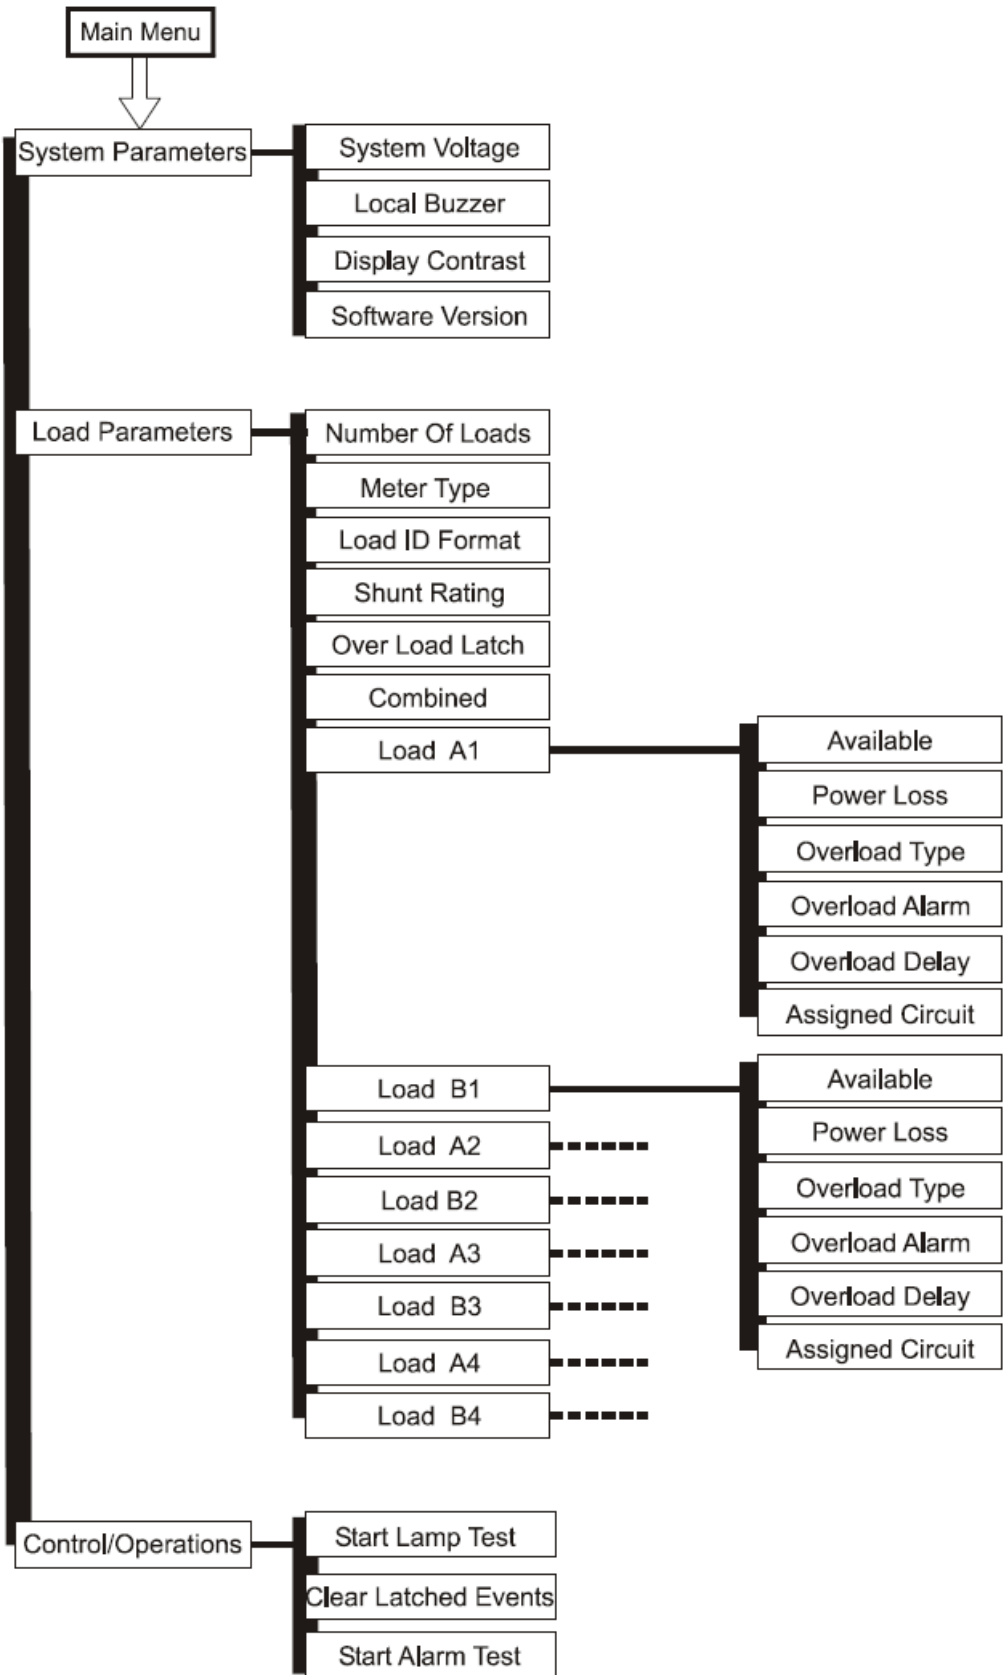 Main Menu
System Parameters
System Voltage
Local Buzzer
Display Contrast
Software Version
Load Parameters
Number Of Loads
Meter Type
Load ID Format
Shunt Rating
Over Load Latch
Combined
Load A1
Available
Power Loss
Overload Type
Overload Alarm
Overload Delay
Assigned Circuit
Load B1
Available
Power Loss
Overload Type
Overload Alarm
Overload Delay
Assigned Circuit
Load A2
Load B2
Load A3
Load B3
Load A4
Load B4
Control/Operations
Start Lamp Test
Clear Latched Events
Start Alarm Test